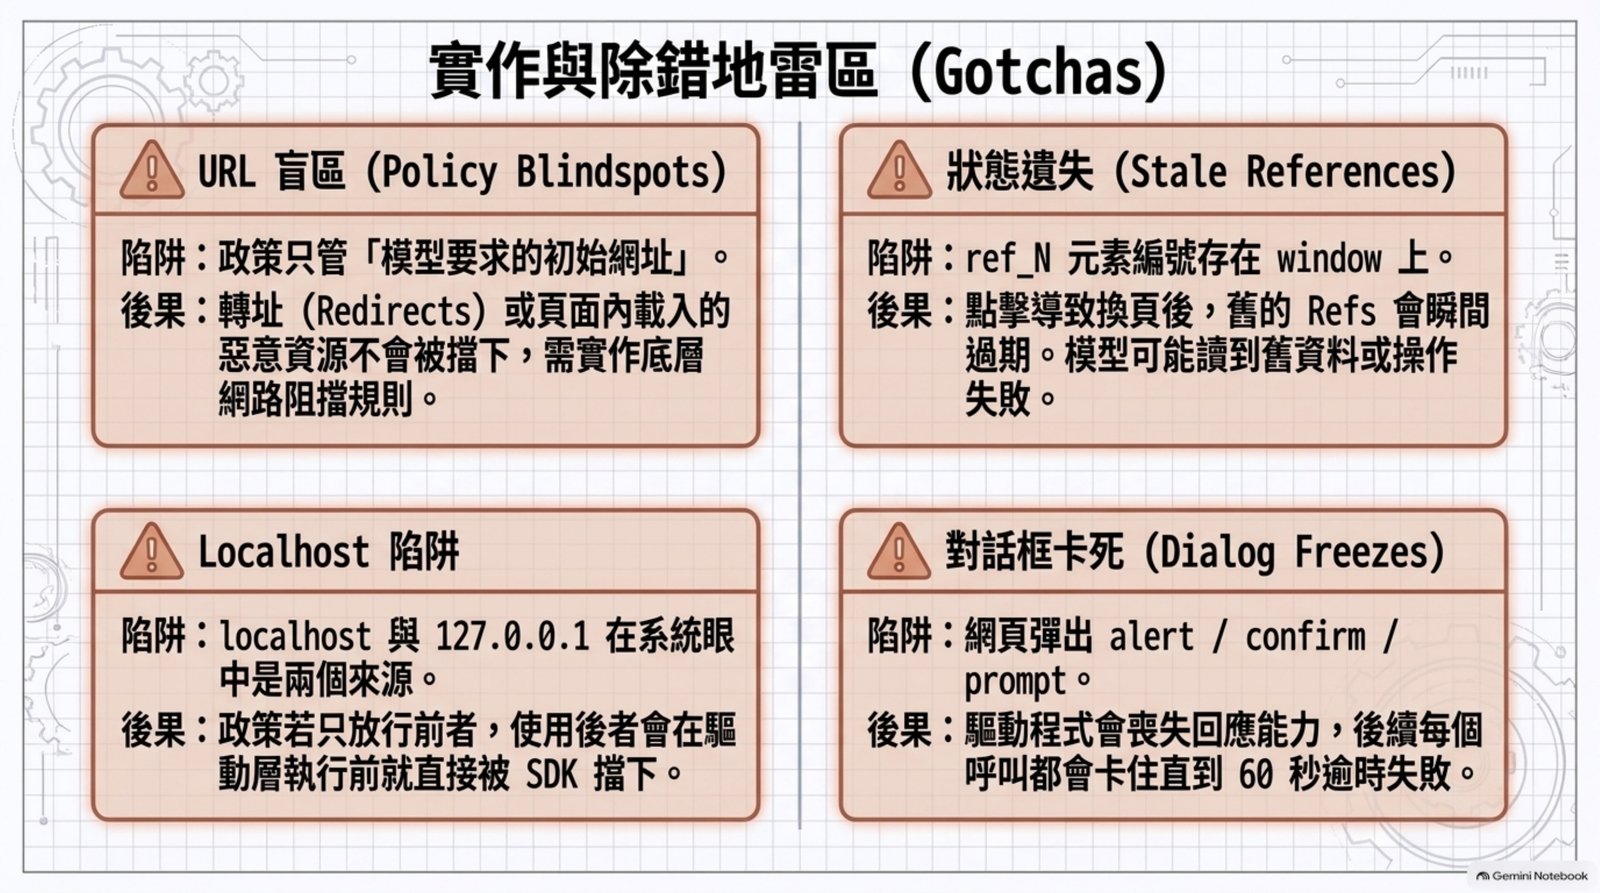 實作與除錯地雷區 (Gotchas)
URL 盲區 (Policy Blindspots)
陷阱：政策只管「模型要求的初始網址」。
後果：轉址 (Redirects) 或頁面內載入的
惡意資源不會被擋下，需實作底層
網路阻擋規則。
狀態遺失 (Stale References)
陷阱：ref_N 元素編號存在 window 上。
後果：點擊導致換頁後，舊的 Refs 會瞬間
過期。模型可能讀到舊資料或操作
失敗。
Localhost 陷阱
陷阱：localhost 與 127.0.0.1 在系統眼
中是兩個來源。
後果：政策若只放行前者，使用後者會在驅
動層執行前就直接被 SDK 擋下。
對話框卡死 (Dialog Freezes)
陷阱：網頁彈出 alert / confirm /
prompt。
後果：驅動程式會喪失回應能力，後續每個
呼叫都會卡住直到 60 秒逾時失敗。
Gemini Notebook